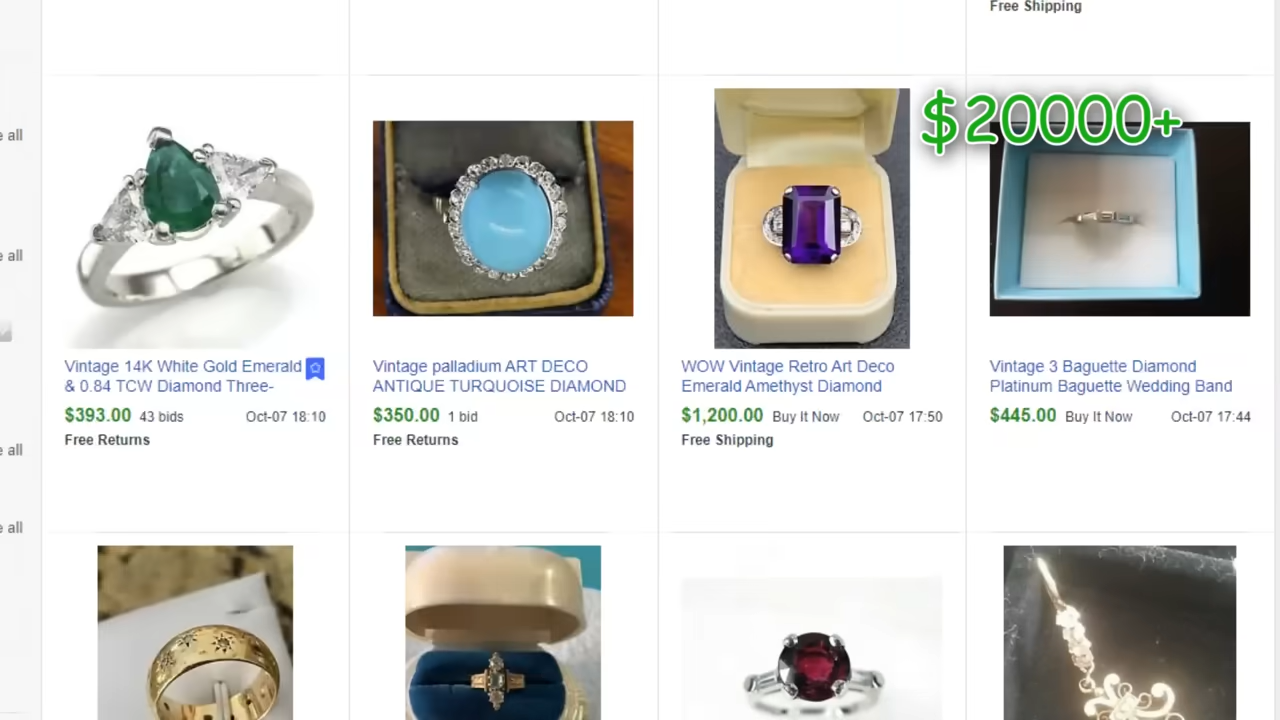 Free Shipping
$20000+
e all
e all
e all
e all
Vintage 14K White Gold Emerald
& 0.84 TCW Diamond Three-
$393.00 43 bids Oct-07 18:10
Free Returns
Vintage palladium ART DECO
ANTIQUE TURQUOISE DIAMOND
$350.00 1 bid Oct-07 18:10
Free Returns
WOW Vintage Retro Art Deco
Emerald Amethyst Diamond
$1,200.00 Buy It Now Oct-07 17:50
Free Shipping
Vintage 3 Baguette Diamond
Platinum Baguette Wedding Band
$445.00 Buy It Now Oct-07 17:44